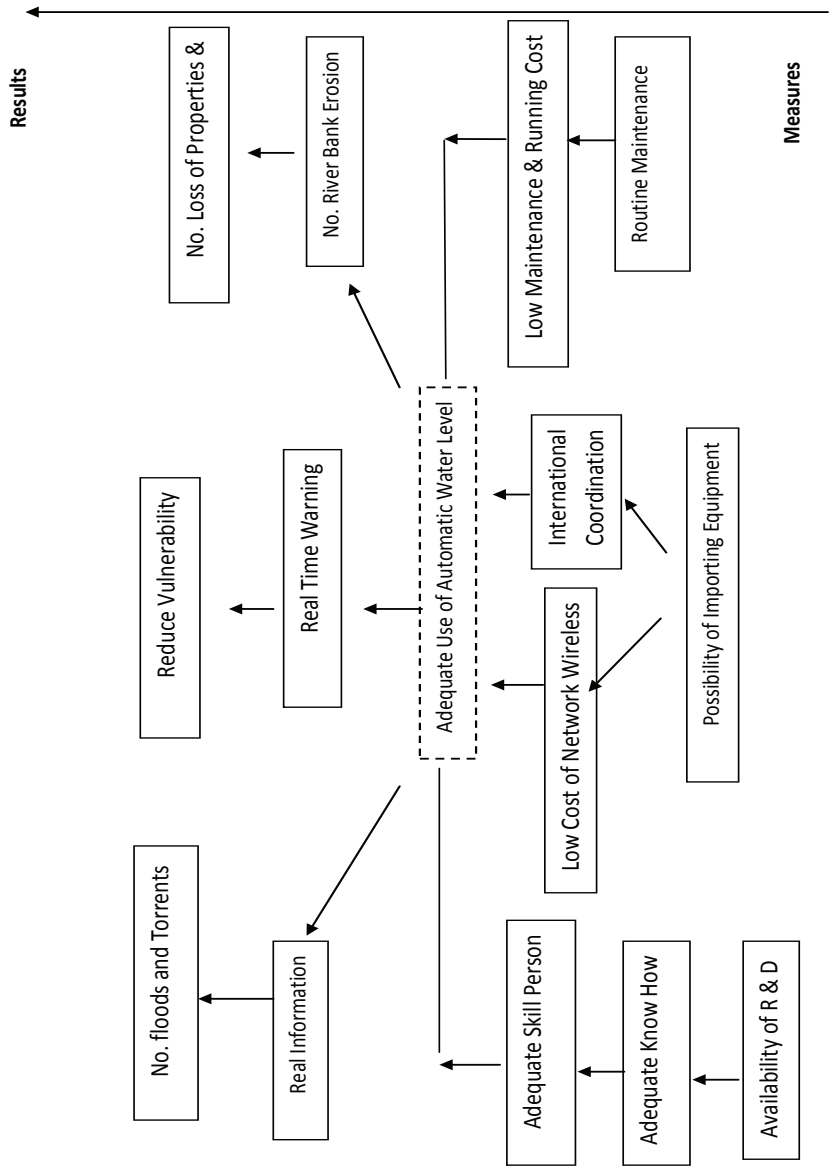 Results
No. floods and Torrents
Reduce Vulnerability
No. Loss of Properties &
Real Information
Real Time Warning
No. River Bank Erosion
Adequate Use of Automatic Water Level
Adequate Skill Person
Low Cost of Network Wireless
International
Coordination
Low Maintenance & Running Cost
Adequate Know How
Routine Maintenance
Availability of R & D
Possibility of Importing Equipment
Measures